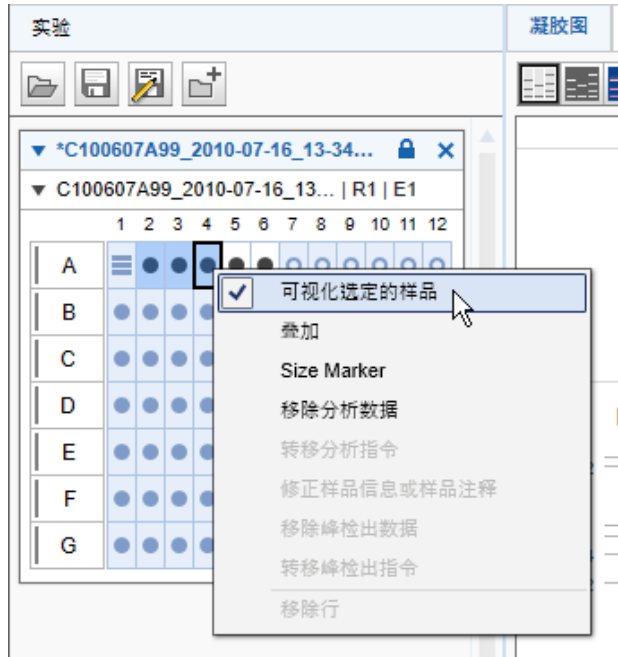 实验
凝胶图
*C100607A99_2010-07-16_13-34...
C100607A99_2010-07-16_13... | R1 | E1
1 2 3 4 5 6 7 8 9 10 11 12
A
可视化选定的样品
B
叠加
C
Size Marker
D
移除分析数据
E
转移分析指令
修正样品信息或样品注释
F
移除峰检出数据
G
转移峰检出指令
移除行